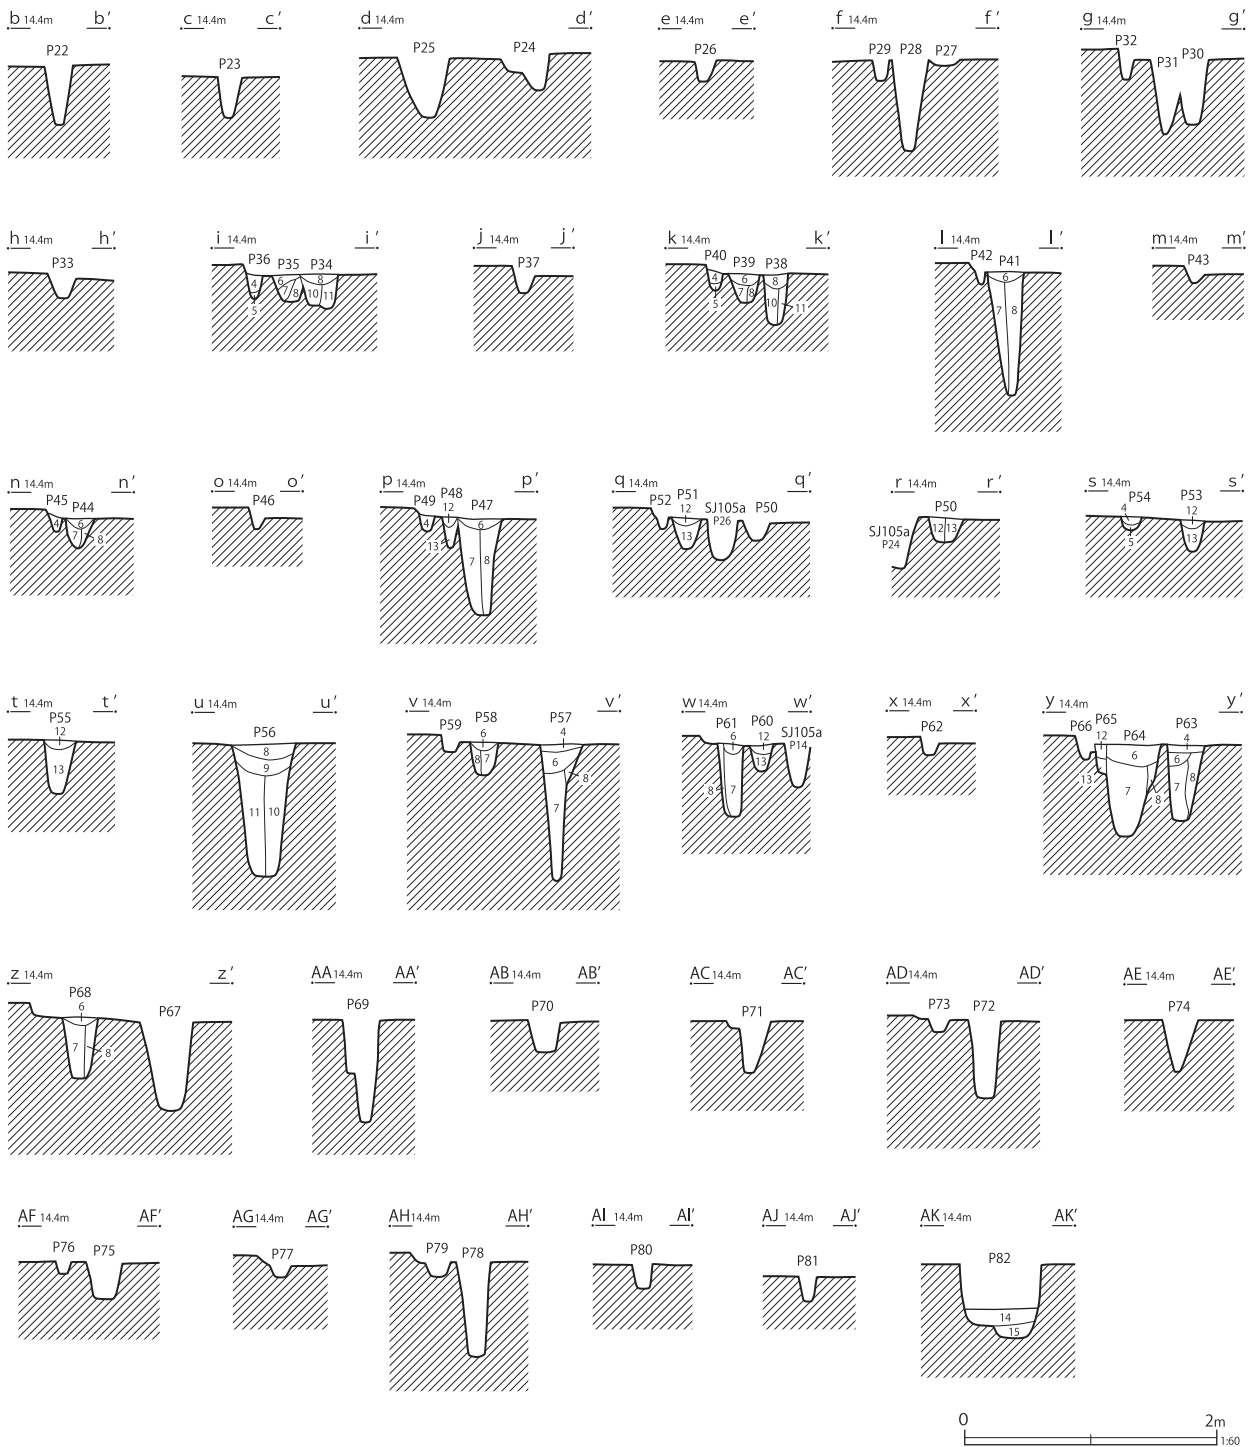 b 14.4m b′ c 14.4m c′ d 14.4m d′ e 14.4m e′ f 14.4m f′ g 14.4m g′
P22 P23 P25 P24 P26 P29 P28 P27 P32 P31 P30
h 14.4m h′ i 14.4m i′ j 14.4m j′ k 14.4m k′ l 14.4m l′ m 14.4m m′
P33 P36 P35 P34 P37 P40 P39 P38 P42 P41 P43
4 6 8 4 6 8 6
5 7 8 10 11 5 7 8 10 11 7 8
n 14.4m n′ o 14.4m o′ p 14.4m p′ q 14.4m q′ r 14.4m r′ s 14.4m s′
P45 P44 P46 P49 P48 P47 P52 P51 SJ105a P26 P50 SJ105a P24 P50 P54 P53
4 6 4 12 6 12 12 13 4 12
7 8 13 7 8 13 5 13
t 14.4m t′ u 14.4m u′ v 14.4m v′ w 14.4m w′ x 14.4m x′ y 14.4m y′
P55 P56 P59 P58 P57 P61 P60 SJ105a P14 P62 P66 P65 P64 P63
12 8 6 4 6 12 12 6 4
13 9 8 7 6 8 13 13 7 8 6
11 10 7 8 7 7 8
z 14.4m z′ AA 14.4m AA′ AB 14.4m AB′ AC 14.4m AC′ AD 14.4m AD′ AE 14.4m AE′
P68 P67 P69 P70 P71 P73 P72 P74
6
7 8
AF 14.4m AF′ AG 14.4m AG′ AH 14.4m AH′ AI 14.4m AI′ AJ 14.4m AJ′ AK 14.4m AK′
P76 P75 P77 P79 P78 P80 P81 P82
14
15
0 2m
1:60